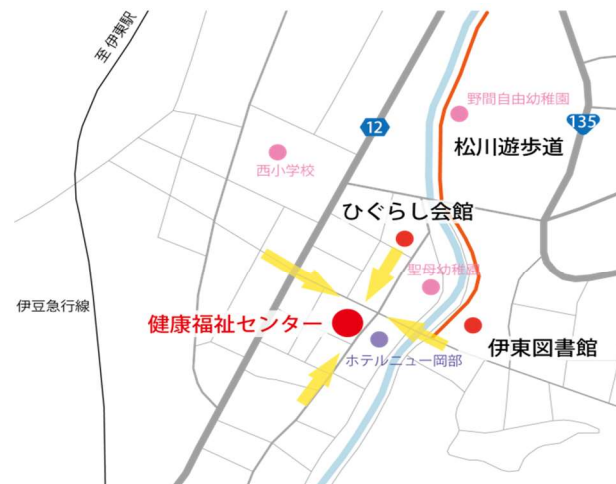 至 伊東駅
野間自由幼稚園
12
135
松川遊歩道
西小学校
ひぐらし会館
聖母幼稚園
伊豆急行線
健康福祉センター
伊東図書館
ホテルニュー岡部